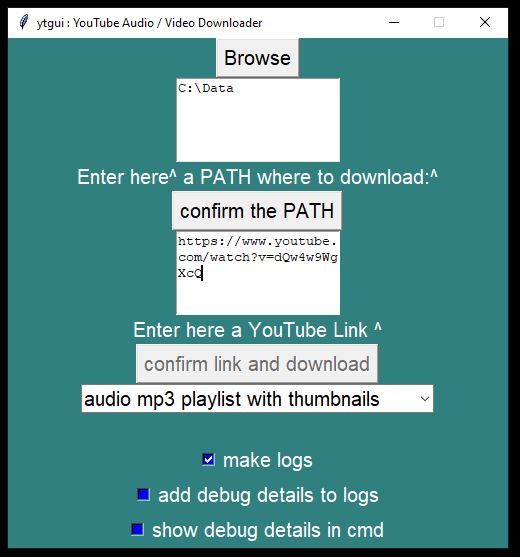 ytgui : YouTube Audio / Video Downloader
Browse
C:\Data
Enter here^ a PATH where to download:^
confirm the PATH
https://www.youtube.
com/watch?v=dQw4w9Wg
XcQ
Enter here a YouTube Link ^
confirm link and download
audio mp3 playlist with thumbnails
make logs
add debug details to logs
show debug details in cmd